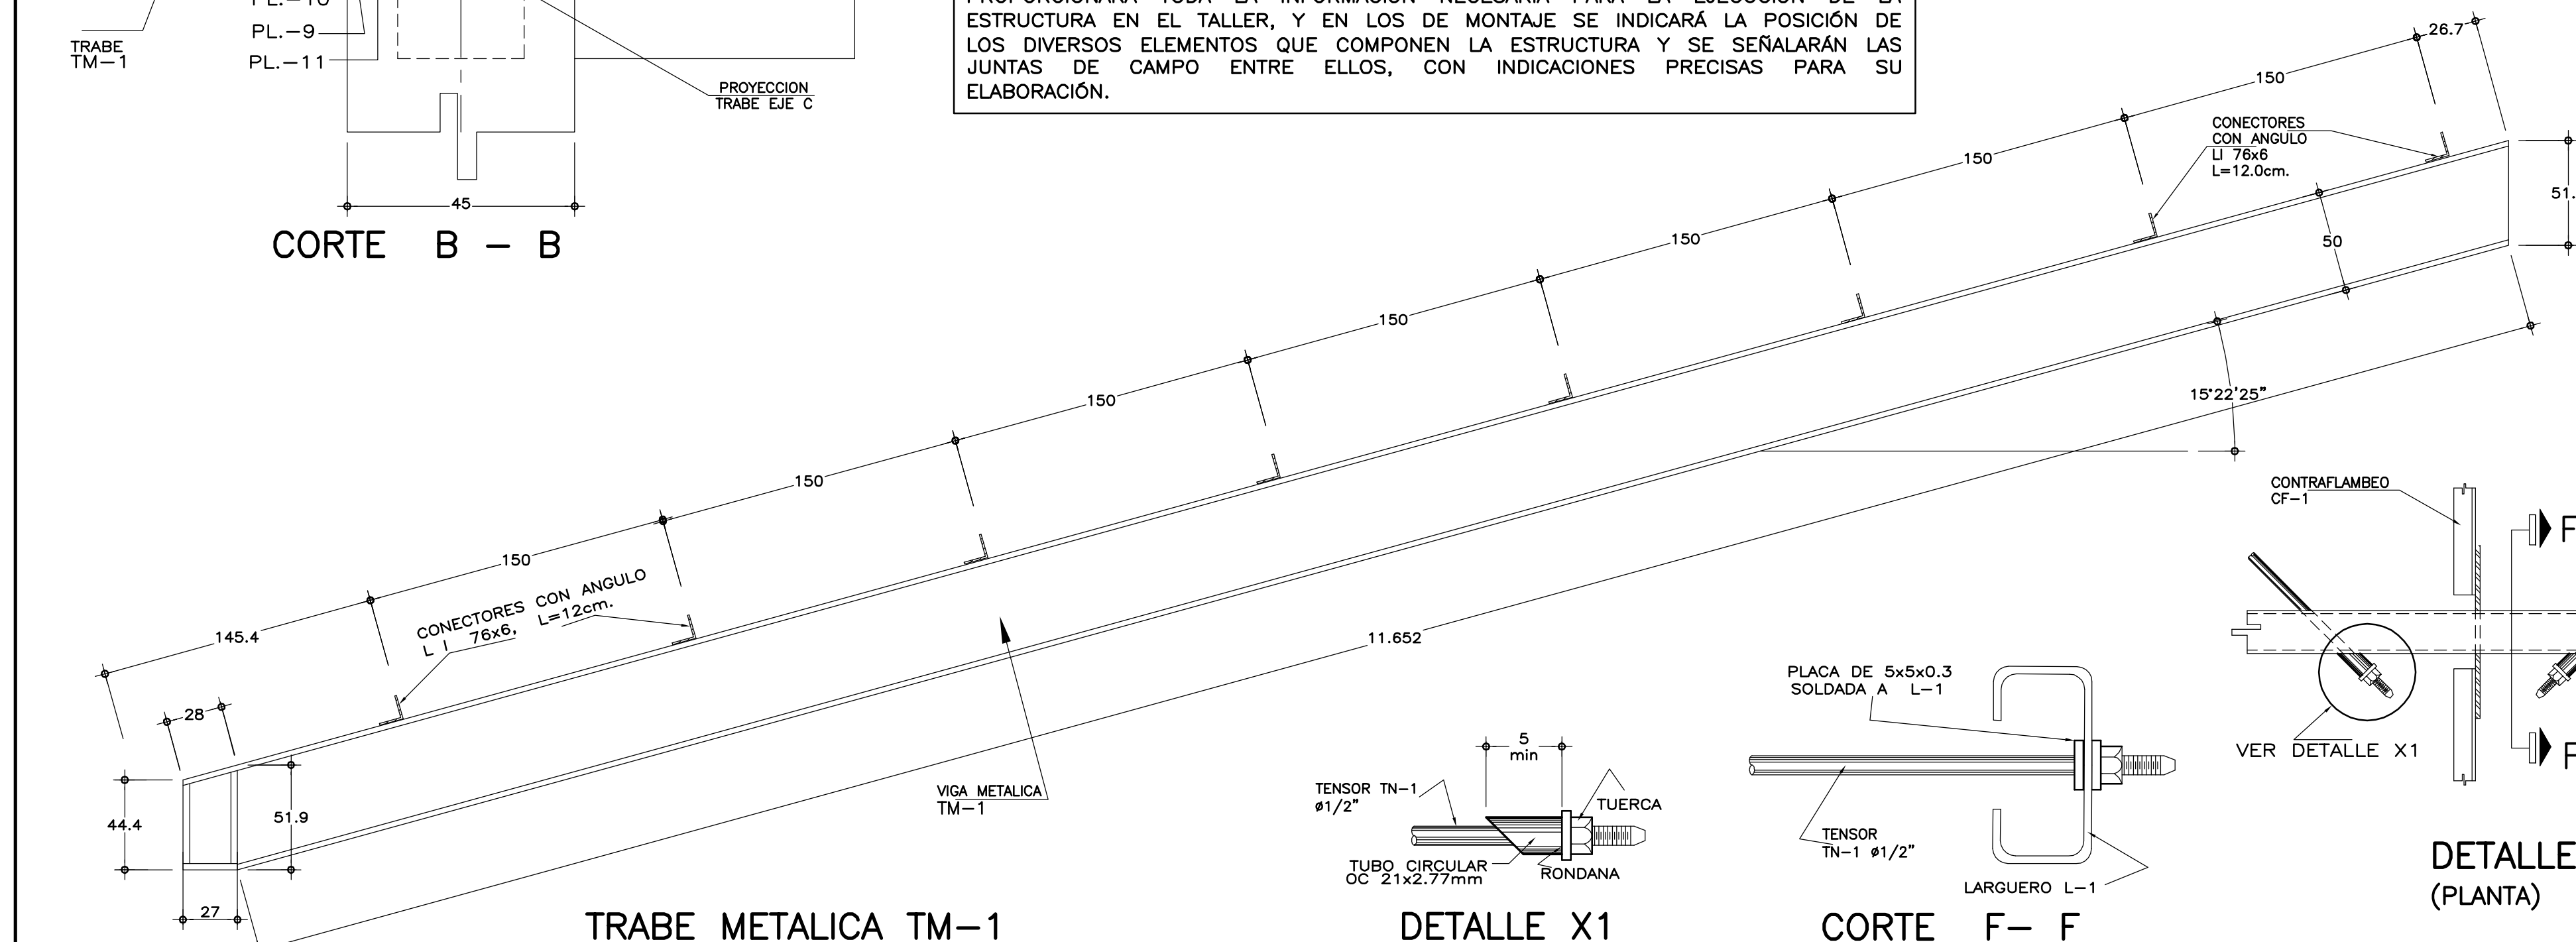 PL.-9
PL.-11
TRABE
TM-1
PROYECCION
TRABE EJE C
45
CORTE B - B
ESTRUCTURA EN EL TALLER, Y EN LOS DE MONTAJE SE INDICARÁ LA POSICIÓN DE
LOS DIVERSOS ELEMENTOS QUE COMPONEN LA ESTRUCTURA Y SE SEÑALARÁN LAS
JUNTAS DE CAMPO ENTRE ELLOS, CON INDICACIONES PRECISAS PARA SU
ELABORACIÓN.
26.7
150
150
150
150
150
150
150
145.4
CONECTORES
CON ANGULO
LI 76x6
L=12.0cm.
50
15°22'25"
11.652
CONECTORES CON ANGULO
L I 76x6, L=12cm.
28
44.4
51.9
27
VIGA METALICA
TM-1
TRABE METALICA TM-1
5
min
TENSOR TN-1
ø1/2"
TUERCA
TUBO CIRCULAR
OC 21x2.77mm
RONDANA
DETALLE X1
PLACA DE 5x5x0.3
SOLDADA A L-1
TENSOR
TN-1 ø1/2"
LARGUERO L-1
CORTE F- F
CONTRAFLAMBEO
CF-1
F
VER DETALLE X1
DETALLE
(PLANTA)